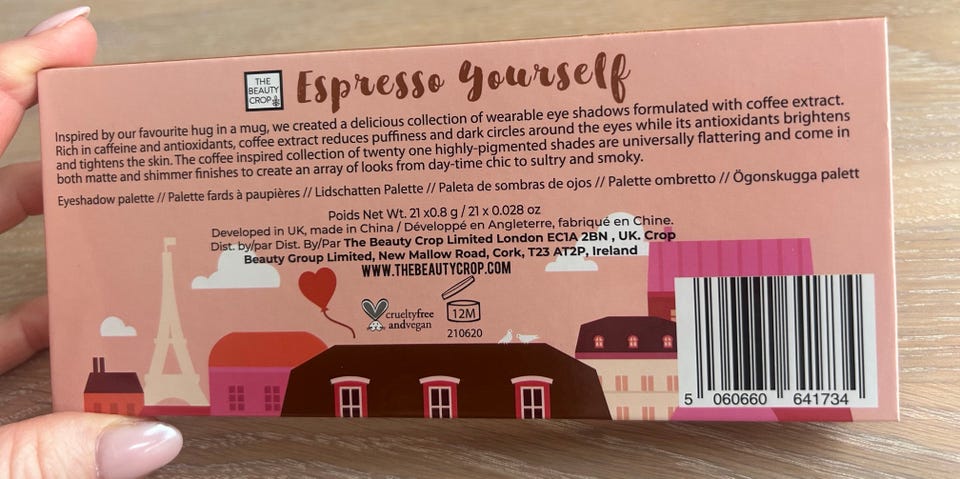 THE
BEAUTY
CROP
Espresso Yourself
Inspired by our favourite hug in a mug, we created a delicious collection of wearable eye shadows formulated with coffee extract.
Rich in caffeine and antioxidants, coffee extract reduces puffiness and dark circles around the eyes while its antioxidants brightens
and tightens the skin. The coffee inspired collection of twenty one highly-pigmented shades are universally flattering and come in
both matte and shimmer finishes to create an array of looks from day-time chic to sultry and smoky.
Eyeshadow palette // Palette fards à paupières // Lidschatten Palette // Paleta de sombras de ojos // Palette ombretto // Ögonskugga palett
Poids Net Wt. 21 x0.8 g / 21 x 0.028 oz
Developed in UK, made in China / Développé en Angleterre, fabriqué en Chine.
Dist. by/par Dist. By/Par The Beauty Crop Limited London EC1A 2BN , UK. Crop
Beauty Group Limited, New Mallow Road, Cork, T23 AT2P, Ireland
WWW.THEBEAUTYCROP.COM
crueltyfree
andvegan
12M
210620
5 060660 641734